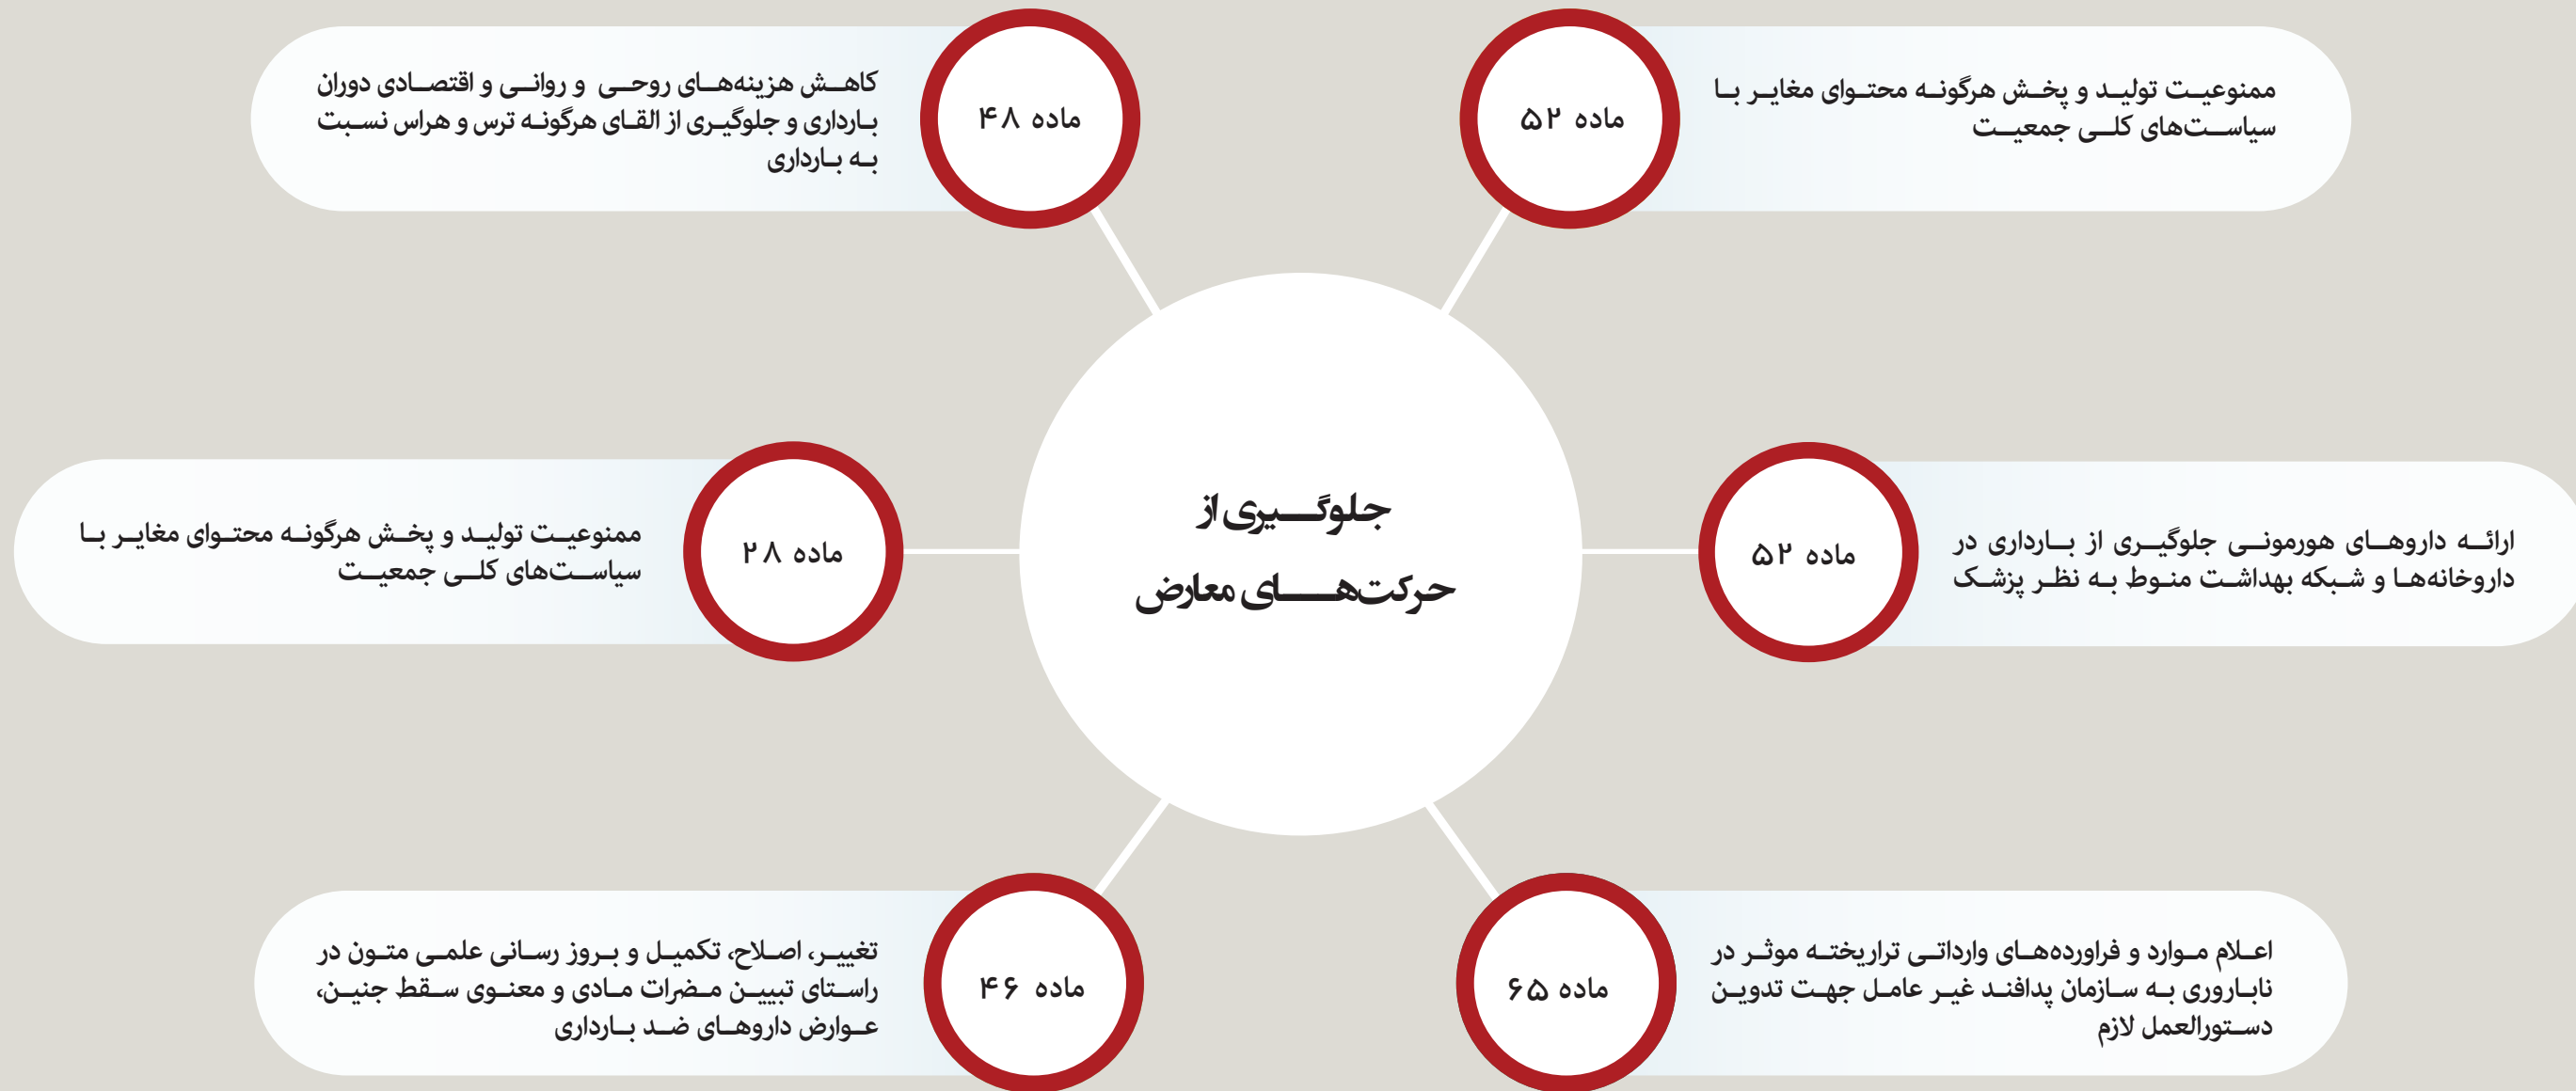 جلوگیری از
حرکت‌های معارض
ماده ۵۲
ممنوعیت تولید و پخش هرگونه محتوای مغایر با
سیاست‌های کلی جمعیت
ماده ۵۲
ارائه داروهای هورمونی جلوگیری از بارداری در
داروخانه‌ها و شبکه بهداشت منوط به نظر پزشک
ماده ۶۵
اعلام موارد و فراورده‌های وارداتی تراریخته موثر در
ناباروری به سازمان پدافند غیر عامل جهت تدوین
دستورالعمل لازم
ماده ۴۸
کاهش هزینه‌های روحی و روانی و اقتصادی دوران
بارداری و جلوگیری از القای هرگونه ترس و هراس نسبت
به بارداری
ماده ۲۸
ممنوعیت تولید و پخش هرگونه محتوای مغایر با
سیاست‌های کلی جمعیت
ماده ۴۶
تغییر، اصلاح، تکمیل و بروز رسانی علمی متون در
راستای تبیین مضرات مادی و معنوی سقط جنین،
عوارض داروهای ضد بارداری